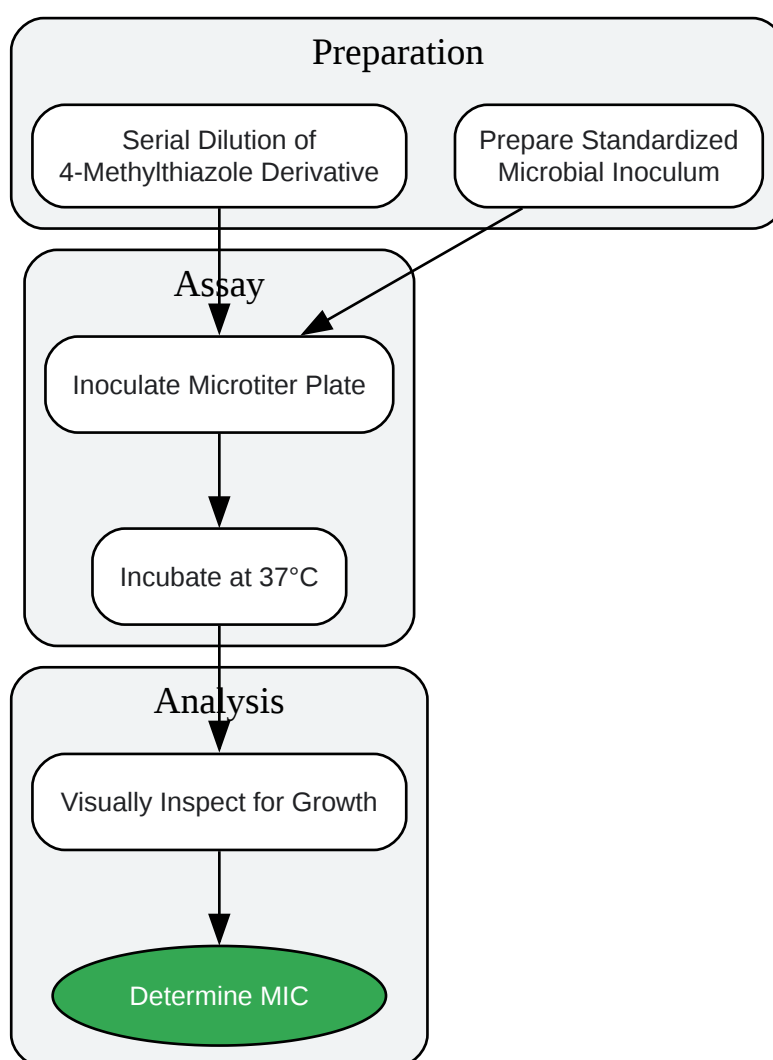 Preparation
Serial Dilution of
4-Methylthiazole Derivative
Prepare Standardized
Microbial Inoculum
Assay
Inoculate Microtiter Plate
Incubate at 37°C
Analysis
Visually Inspect for Growth
Determine MIC